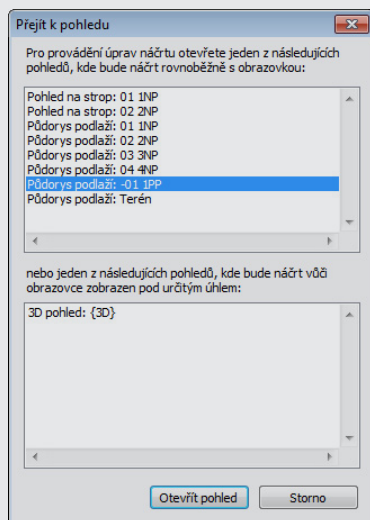 Přejít k pohledu
Pro provádění úprav náčrtu otevřete jeden z následujících
pohledů, kde bude náčrt rovnoběžně s obrazovkou:
Pohled na strop: 01 1NP
Pohled na strop: 02 2NP
Půdorys podlaží: 01 1NP
Půdorys podlaží: 02 2NP
Půdorys podlaží: 03 3NP
Půdorys podlaží: 04 4NP
Půdorys podlaží: -01 1PP
Půdorys podlaží: Terén
nebo jeden z následujících pohledů, kde bude náčrt vůči
obrazovce zobrazen pod určitým úhlem:
3D pohled: {3D}
Otevřít pohled Storno